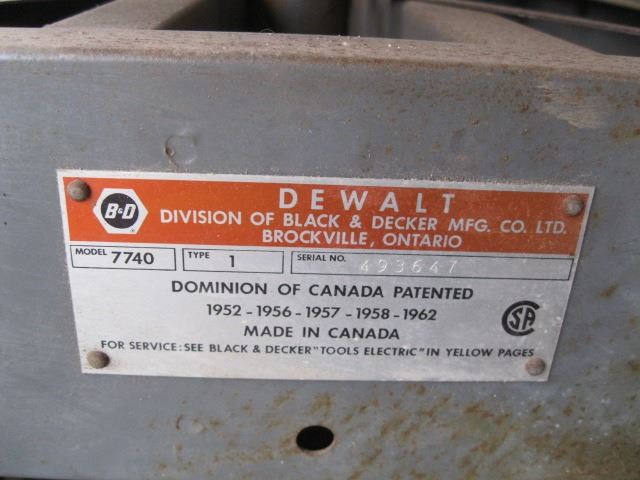 B&D
®
DEWALT
DIVISION OF BLACK & DECKER MFG. CO. LTD.
BROCKVILLE, ONTARIO
MODEL 7740 TYPE 1 SERIAL NO. 493647
DOMINION OF CANADA PATENTED
1952-1956-1957-1958-1962
MADE IN CANADA
SA
FOR SERVICE: SEE BLACK & DECKER "TOOLS ELECTRIC" IN YELLOW PAGES